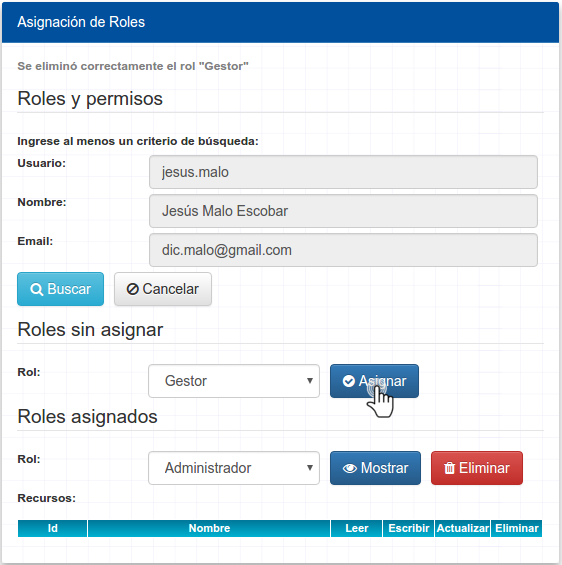 Asignación de Roles
Se eliminó correctamente el rol "Gestor"
Roles y permisos
Ingrese al menos un criterio de búsqueda:
Usuario: jesus.malo
Nombre: Jesús Malo Escobar
Email: dic.malo@gmail.com
Buscar Cancelar
Roles sin asignar
Rol: Gestor Asignar
Roles asignados
Rol: Administrador Mostrar Eliminar
Recursos:
Id Nombre Leer Escribir Actualizar Eliminar